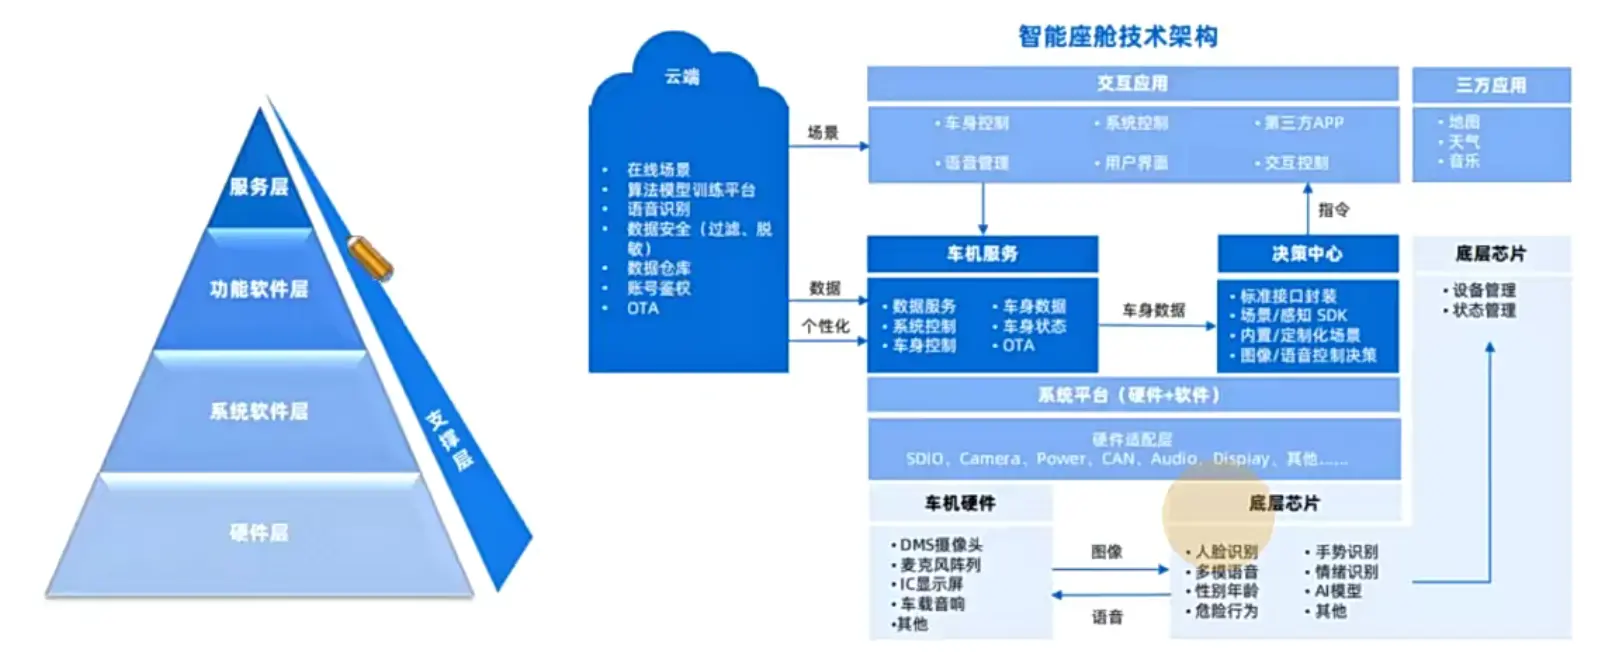 服务层
功能软件层
系统软件层
硬件层
支撑层
智能座舱技术架构
云端
• 在线场景
• 算法模型训练平台
• 语音识别
• 数据安全（过滤、脱
敏）
• 数据仓库
• 账号鉴权
• OTA
场景
数据
个性化
交互应用
• 车身控制
• 系统控制
• 第三方APP
• 语音管理
• 用户界面
• 交互控制
三方应用
• 地图
• 天气
• 音乐
指令
车机服务
• 数据服务
• 车身数据
• 系统控制
• 车身状态
• 车身控制
• OTA
车身数据
决策中心
• 标准接口封装
• 场景/感知 SDK
• 内置/定制化场景
• 图像/语音控制决策
底层芯片
• 设备管理
• 状态管理
系统平台（硬件+软件）
硬件适配层
SDIO、Camera、Power、CAN、Audio、Display、其他......
车机硬件
• DMS摄像头
• 麦克风阵列
• IC显示屏
• 车载音响
•其他
图像
语音
底层芯片
• 人脸识别
• 手势识别
• 多模语音
• 情绪识别
• 性别年龄
• AI模型
• 危险行为
• 其他